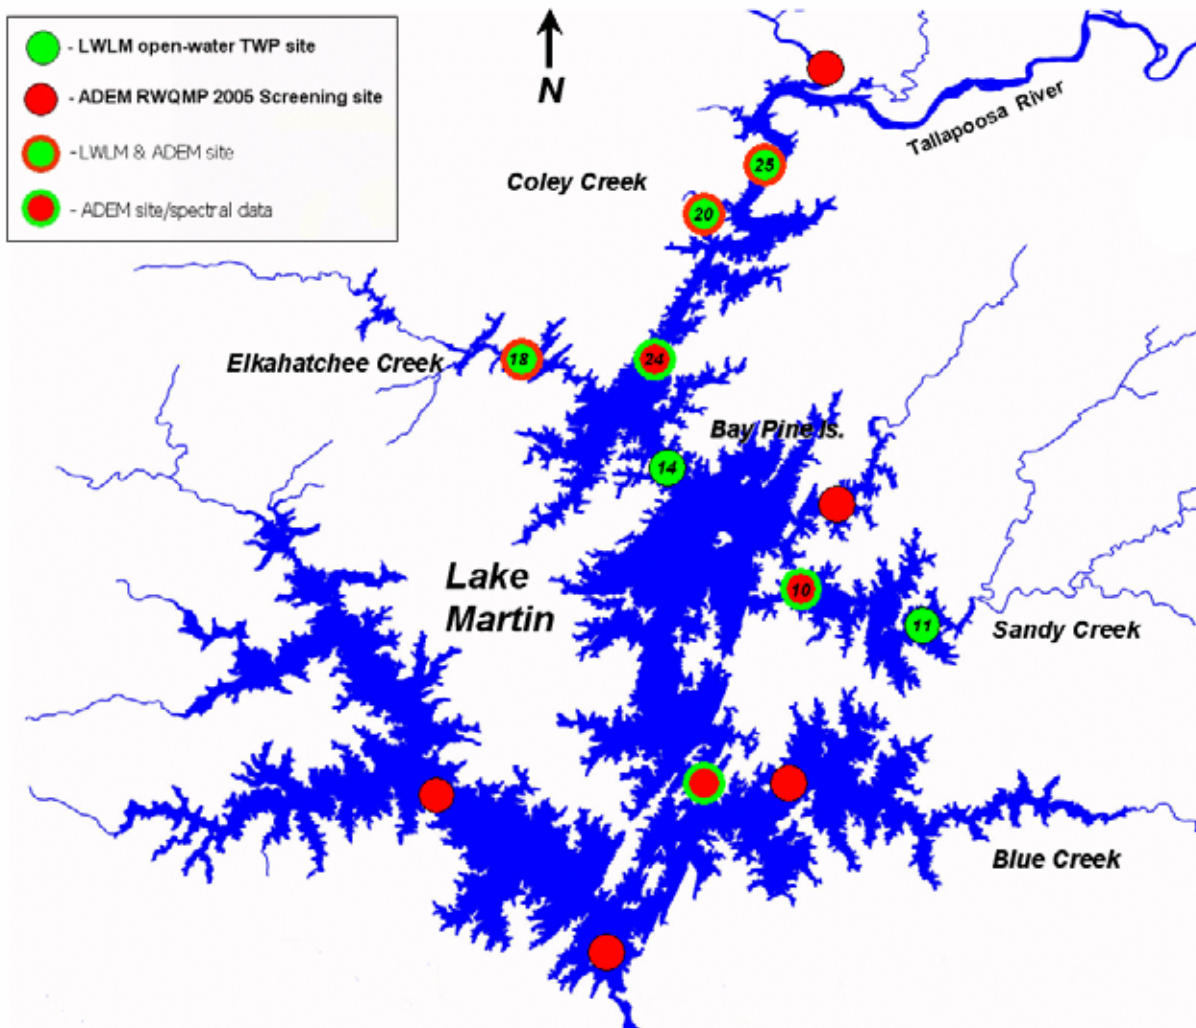 - LWLM open-water TWP site
- ADEM RWQMP 2005 Screening site
- LWLM & ADEM site
- ADEM site/spectral data
N
Tallapoosa River
25
Coley Creek
20
Elkahatchee Creek
18
24
Bay Pine Is.
14
Lake
Martin
10
11
Sandy Creek
Blue Creek